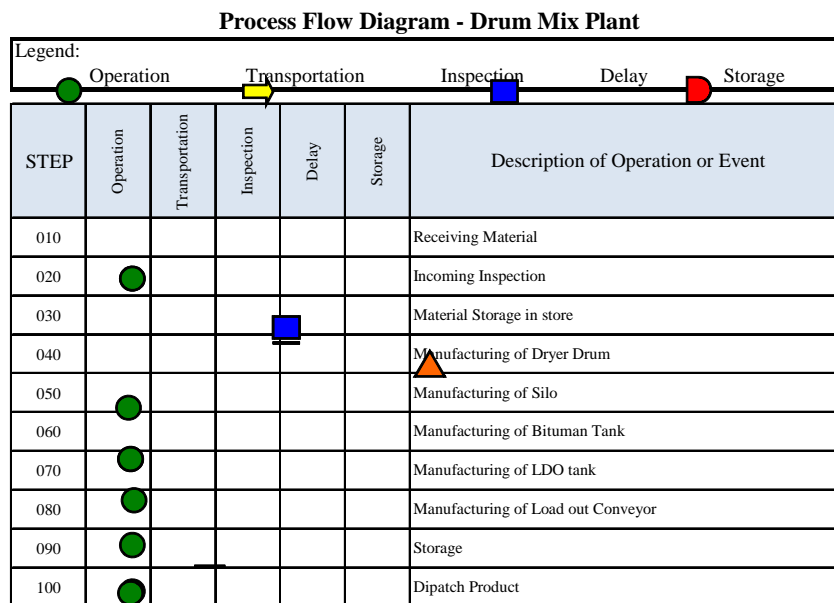 Process Flow Diagram - Drum Mix Plant
Legend:
Operation Transportation Inspection Delay Storage
STEP Operation Transportation Inspection Delay Storage Description of Operation or Event
010 Receiving Material
020 Incoming Inspection
030 Material Storage in store
040 Manufacturing of Dryer Drum
050 Manufacturing of Silo
060 Manufacturing of Bituman Tank
070 Manufacturing of LDO tank
080 Manufacturing of Load out Conveyor
090 Storage
100 Dipatch Product